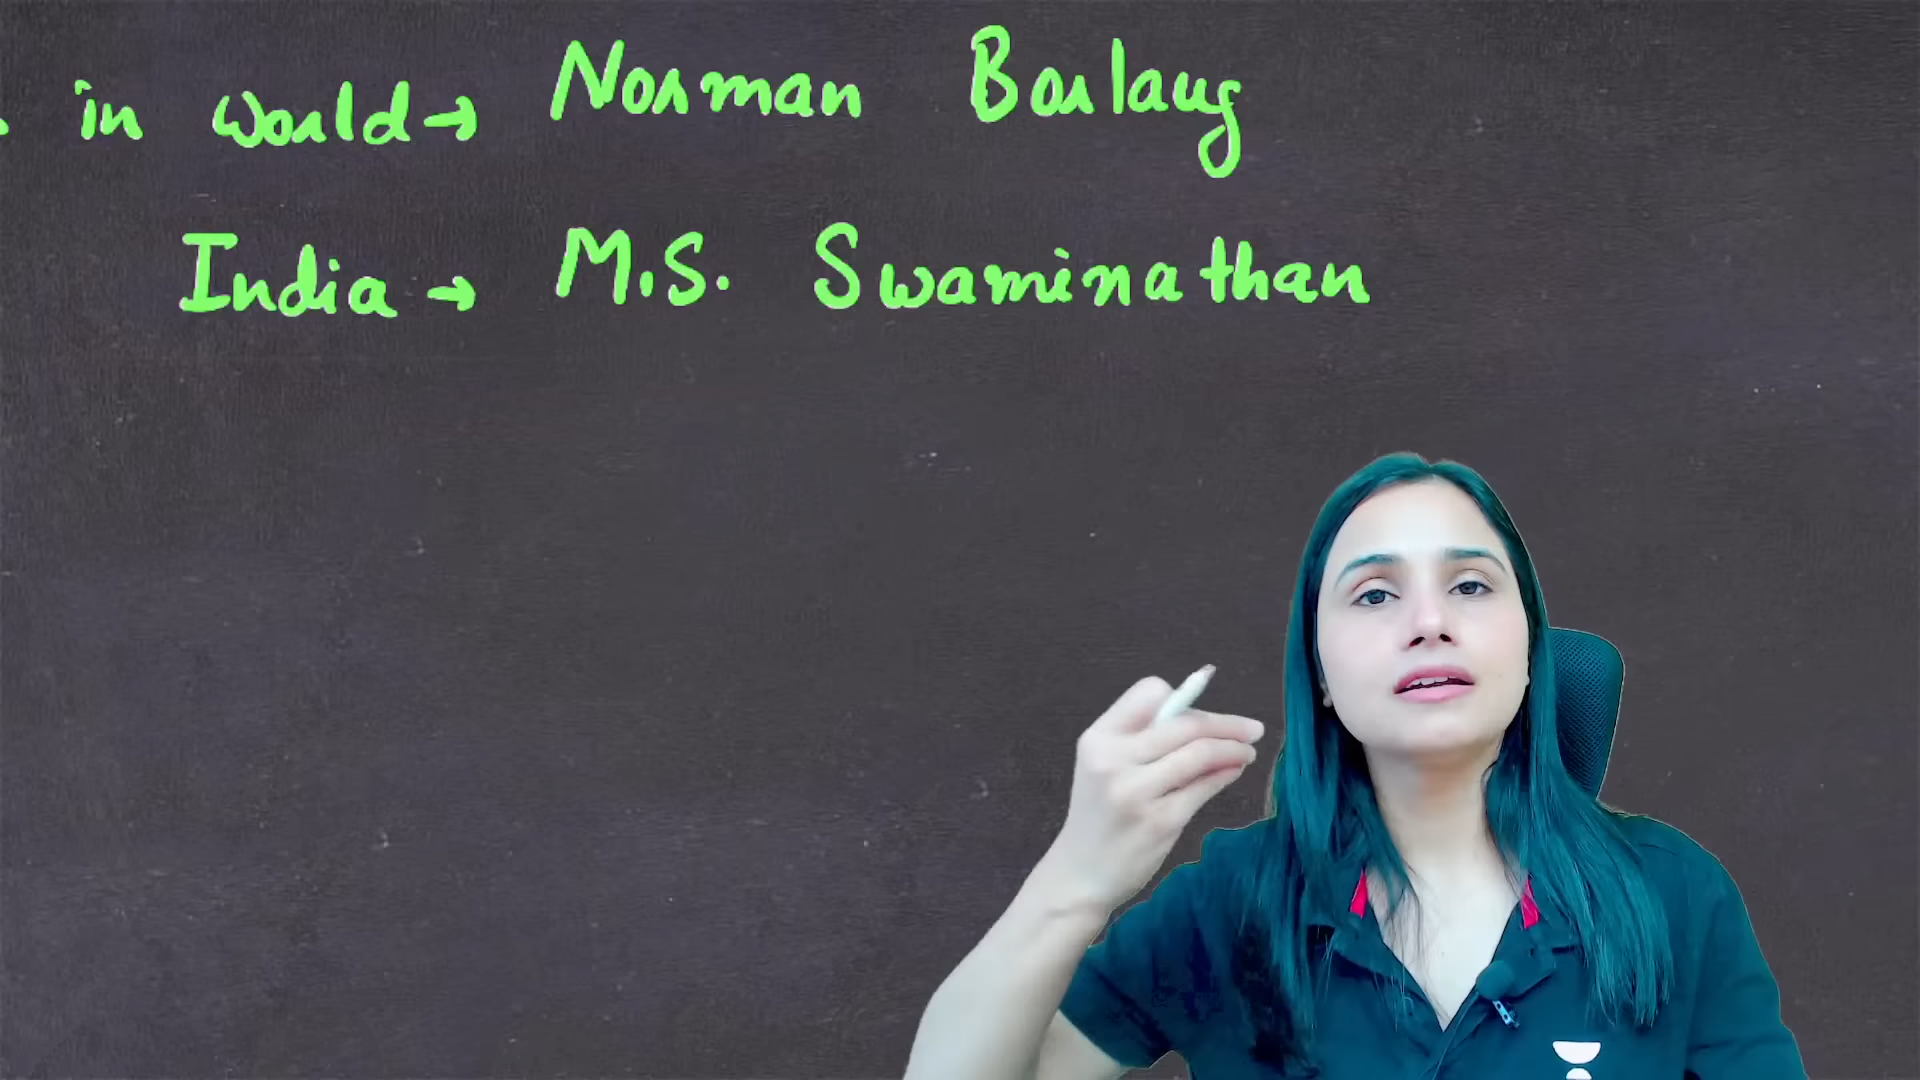 in world → Norman Borlaug
India → M.S. Swaminathan